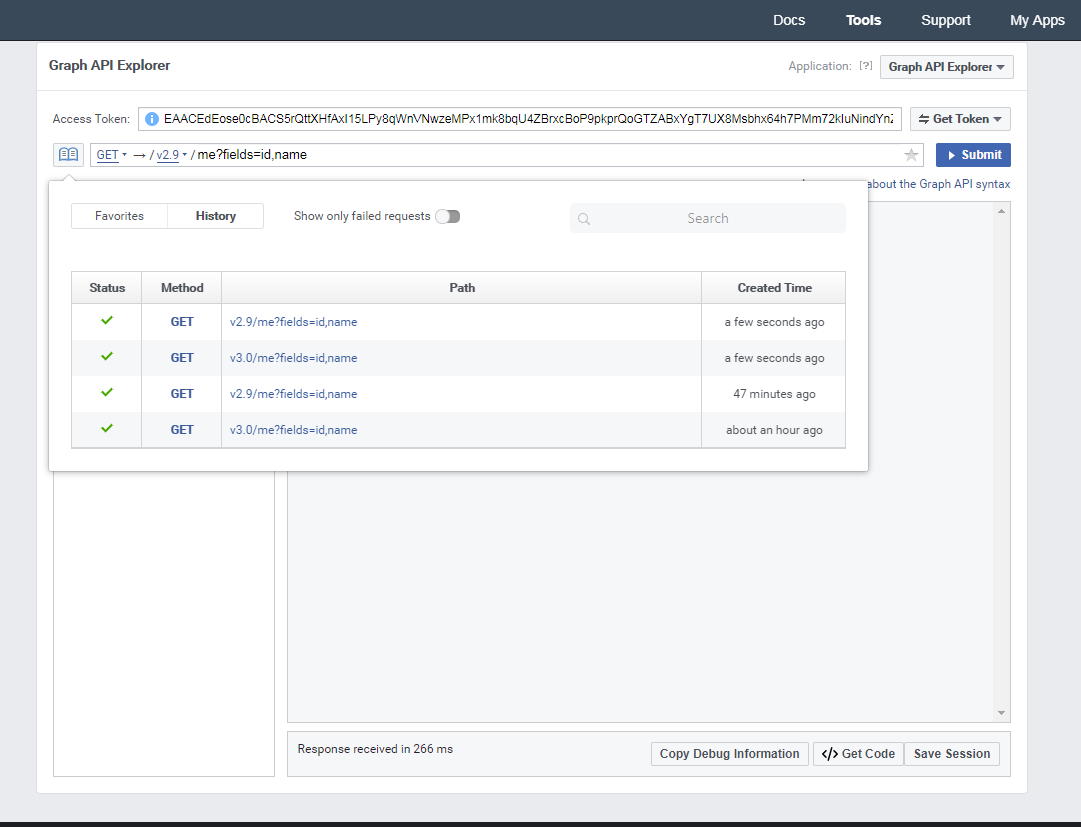 Docs Tools Support My Apps
Graph API Explorer
Application: [?] Graph API Explorer
Access Token: EAACEdEose0cBACS5rQttXHfAxI15LPy8qWnVNwzeMPx1mk8bqU4ZBrxcBoP9pkprQoGTZABxYgT7UX8Msbhx64h7PMm72kIuNindYnZ Get Token
GET → / v2.9 / me?fields=id,name Submit
about the Graph API syntax
Favorites History Show only failed requests Search
Status Method Path Created Time
GET v2.9/me?fields=id,name a few seconds ago
GET v3.0/me?fields=id,name a few seconds ago
GET v2.9/me?fields=id,name 47 minutes ago
GET v3.0/me?fields=id,name about an hour ago
Response received in 266 ms Copy Debug Information </> Get Code Save Session